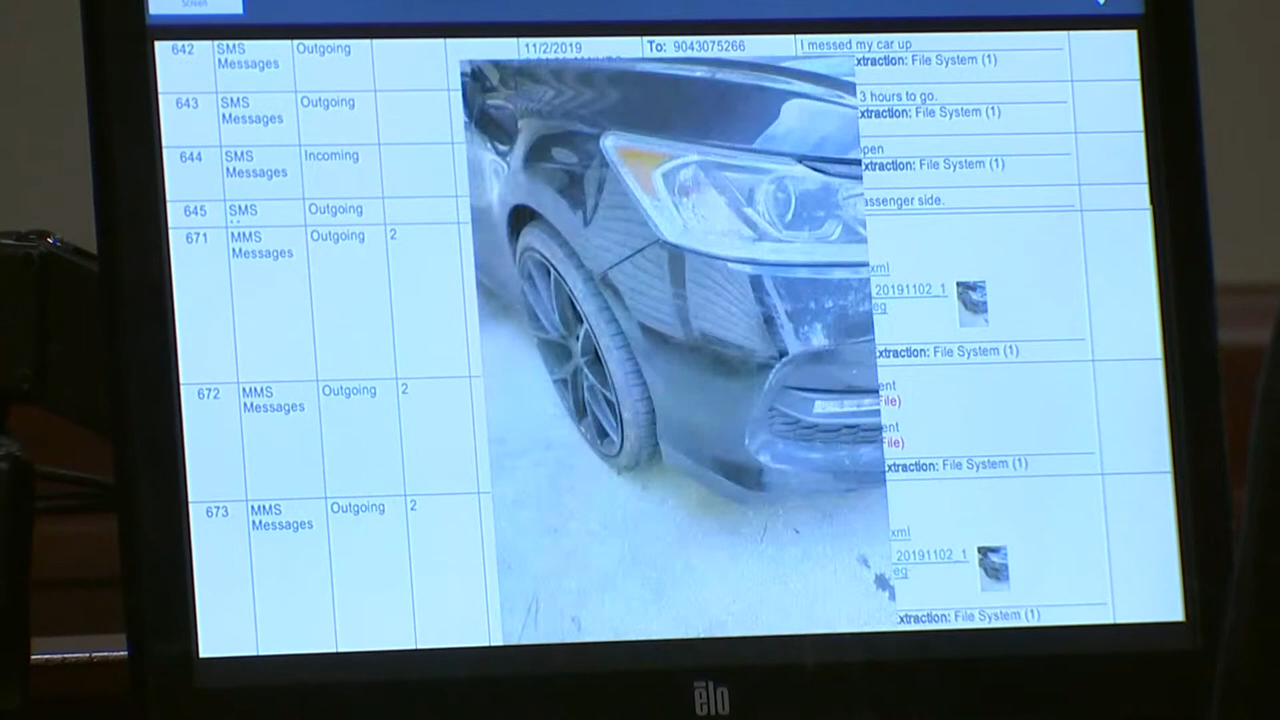 Screen
642 SMS Outgoing 11/2/2019 To: 9043075266 I messed my car up
Messages xtraction: File System (1)
643 SMS Outgoing 3 hours to go.
Messages xtraction: File System (1)
644 SMS Incoming open
Messages xtraction: File System (1)
645 SMS Outgoing assenger side.
671 MMS Outgoing 2
Messages
xml
20191102_1
eg
xtraction: File System (1)
672 MMS Outgoing 2 ent
Messages File)
ent
File)
xtraction: File System (1)
673 MMS Outgoing 2
Messages
xml
20191102_1
eg
xtraction: File System (1)
elo